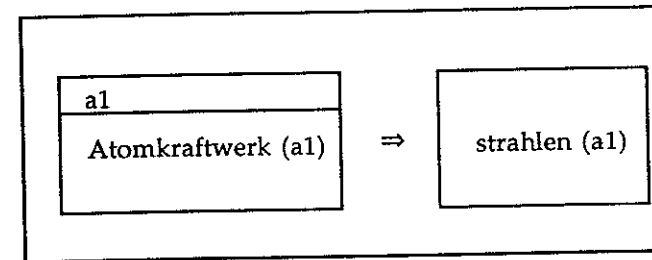 a1
Atomkraftwerk (a1) ⇒ strahlen (a1)